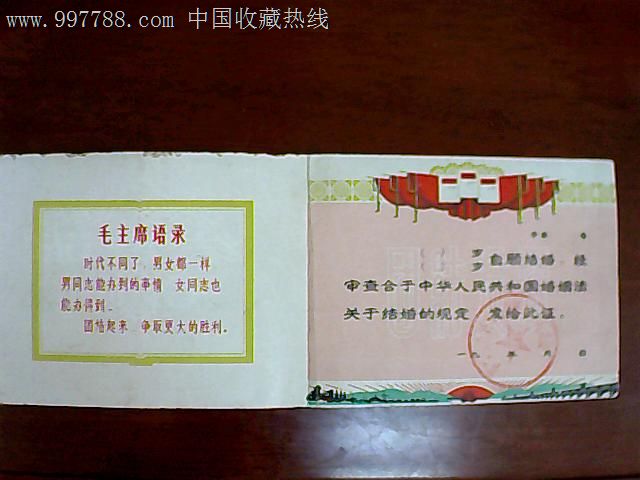 www.997788.com 中国收藏热线
毛主席语录
时代不同了，男女都一样
男同志能办到的事情 女同志也
能办得到。
团结起来，争取更大的胜利。
岁
岁自愿结婚，经
审查合于中华人民共和国婚姻法
关于结婚的规定，发给此证。
一九 年 月 日